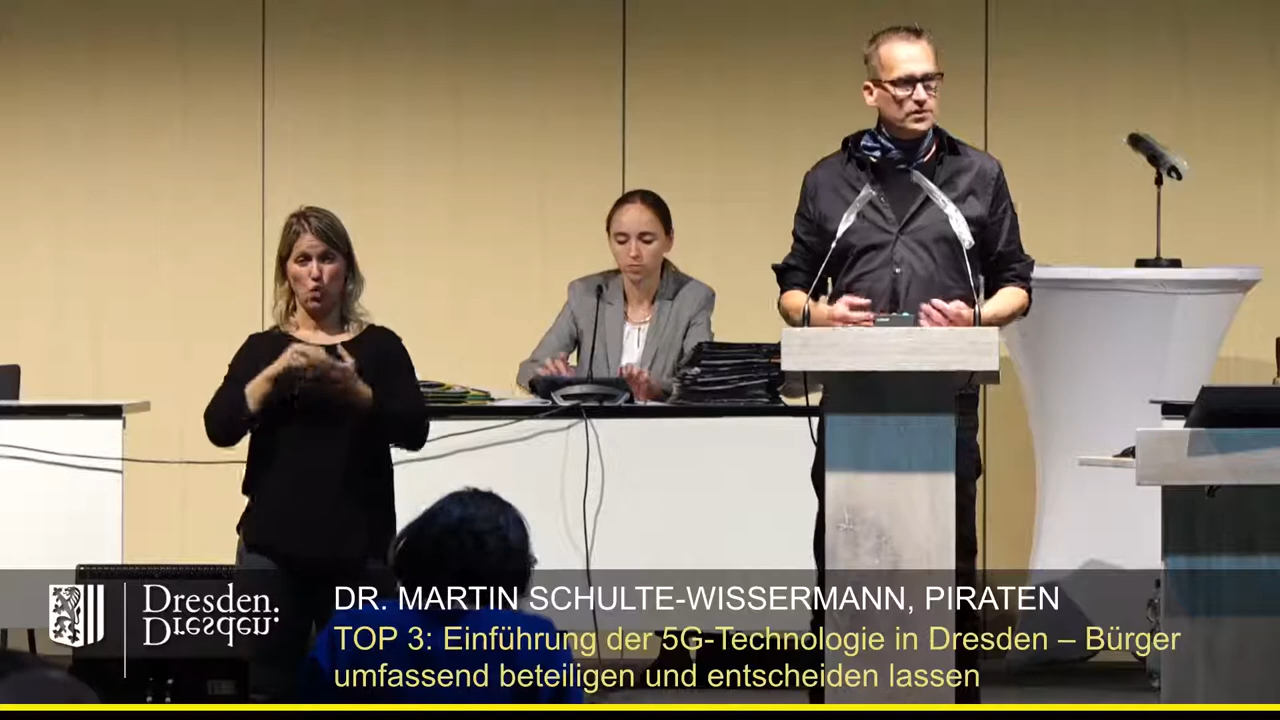 Dresden.
Dresden.
DR. MARTIN SCHULTE-WISSERMANN, PIRATEN
TOP 3: Einführung der 5G-Technologie in Dresden – Bürger
umfassend beteiligen und entscheiden lassen